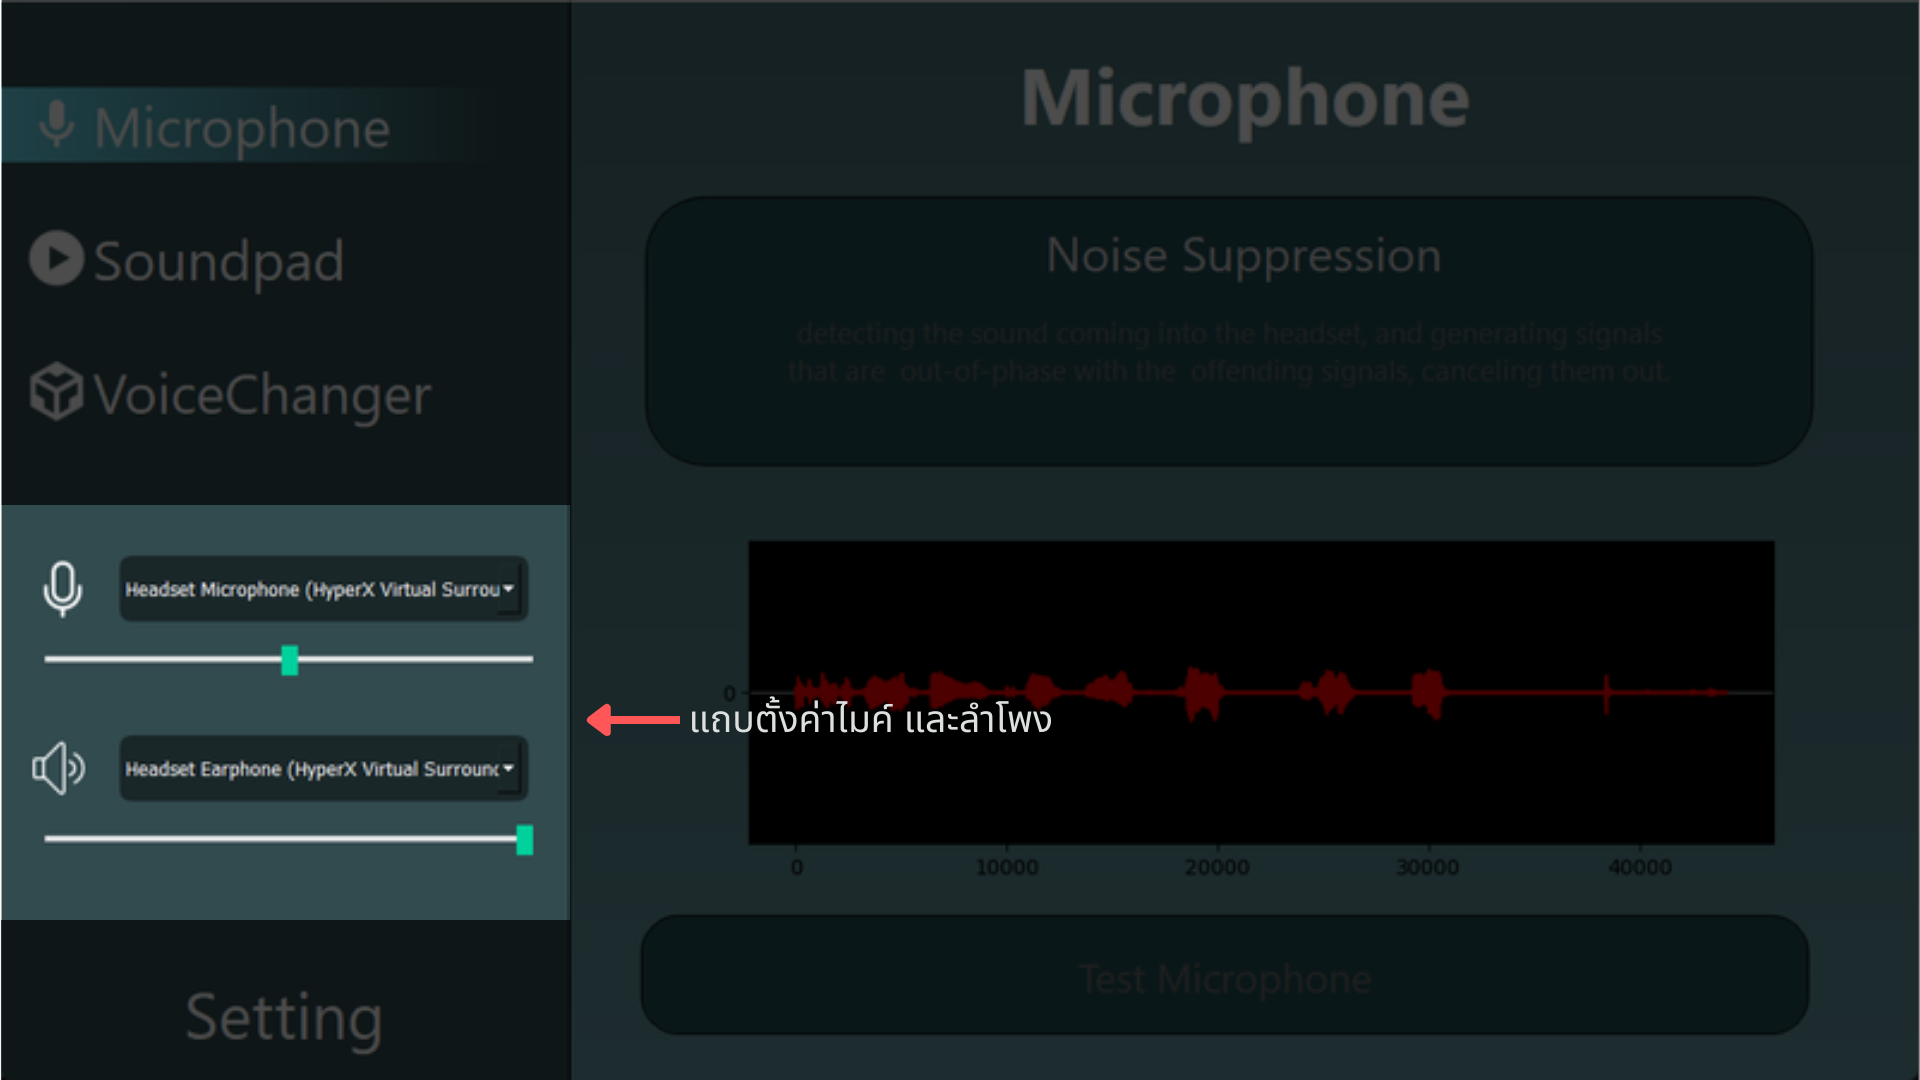 Microphone
Soundpad
VoiceChanger
Headset Microphone (HyperX Virtual Surrou
Headset Earphone (HyperX Virtual Surroun
Setting
Microphone
Noise Suppression
detecting the sound coming into the headset, and generating signals
that are out-of-phase with the offending signals, canceling them out.
0
แถบตั้งค่าไมค์ และลำโพง
0 10000 20000 30000 40000
Test Microphone